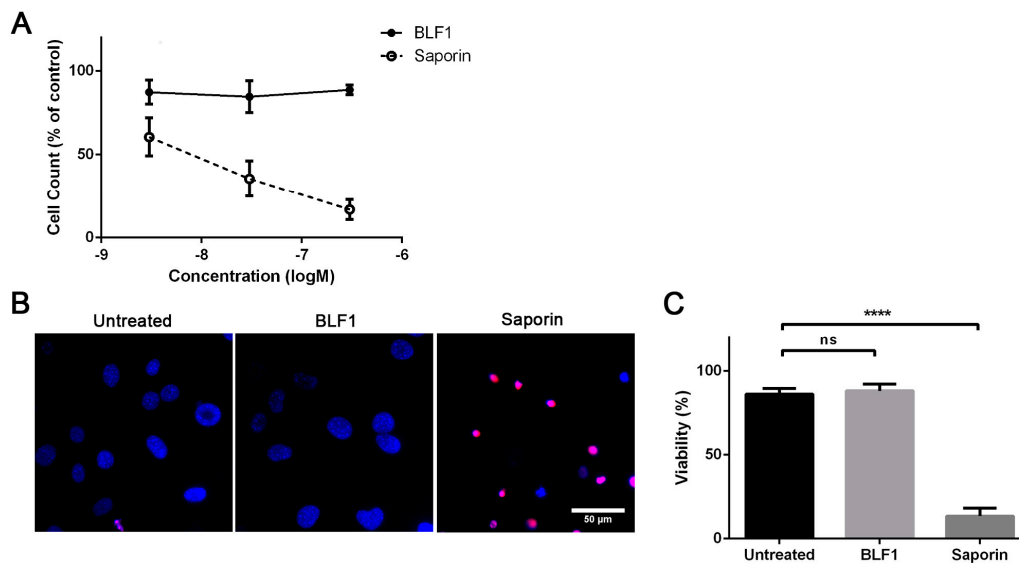 A
BLF1
Saporin
Cell Count (% of control)
100
50
0
-9 -8 -7 -6
Concentration (logM)
B
Untreated BLF1 Saporin
50 µm
C
****
ns
Viability (%)
100
50
0
Untreated BLF1 Saporin